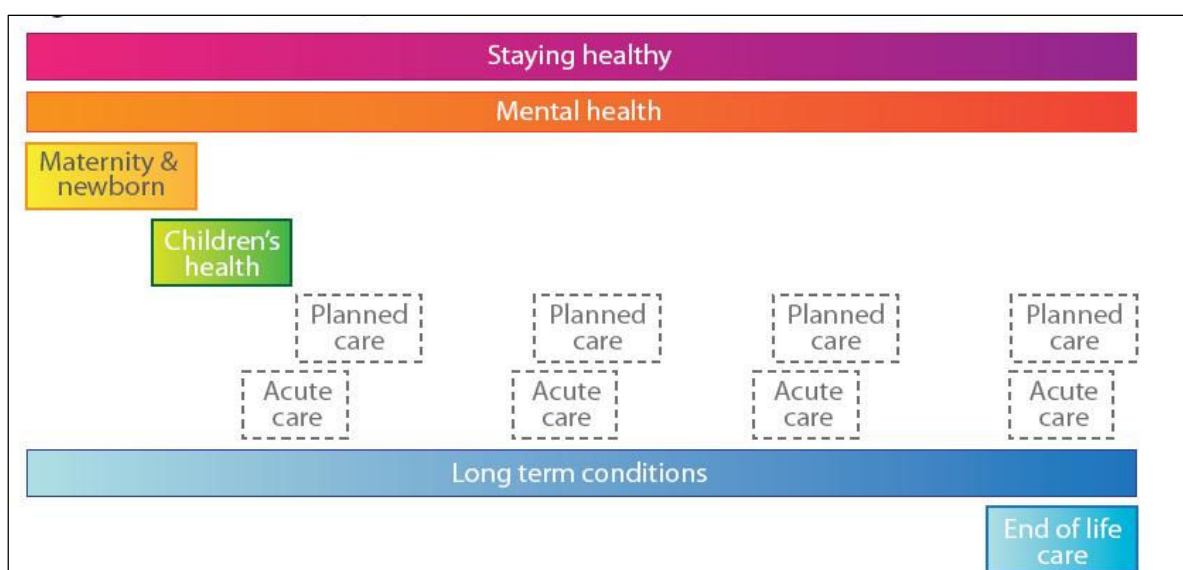 Staying healthy
Mental health
Maternity &
newborn
Children's
health
Planned
care
Planned
care
Planned
care
Planned
care
Acute
care
Acute
care
Acute
care
Acute
care
Long term conditions
End of life
care